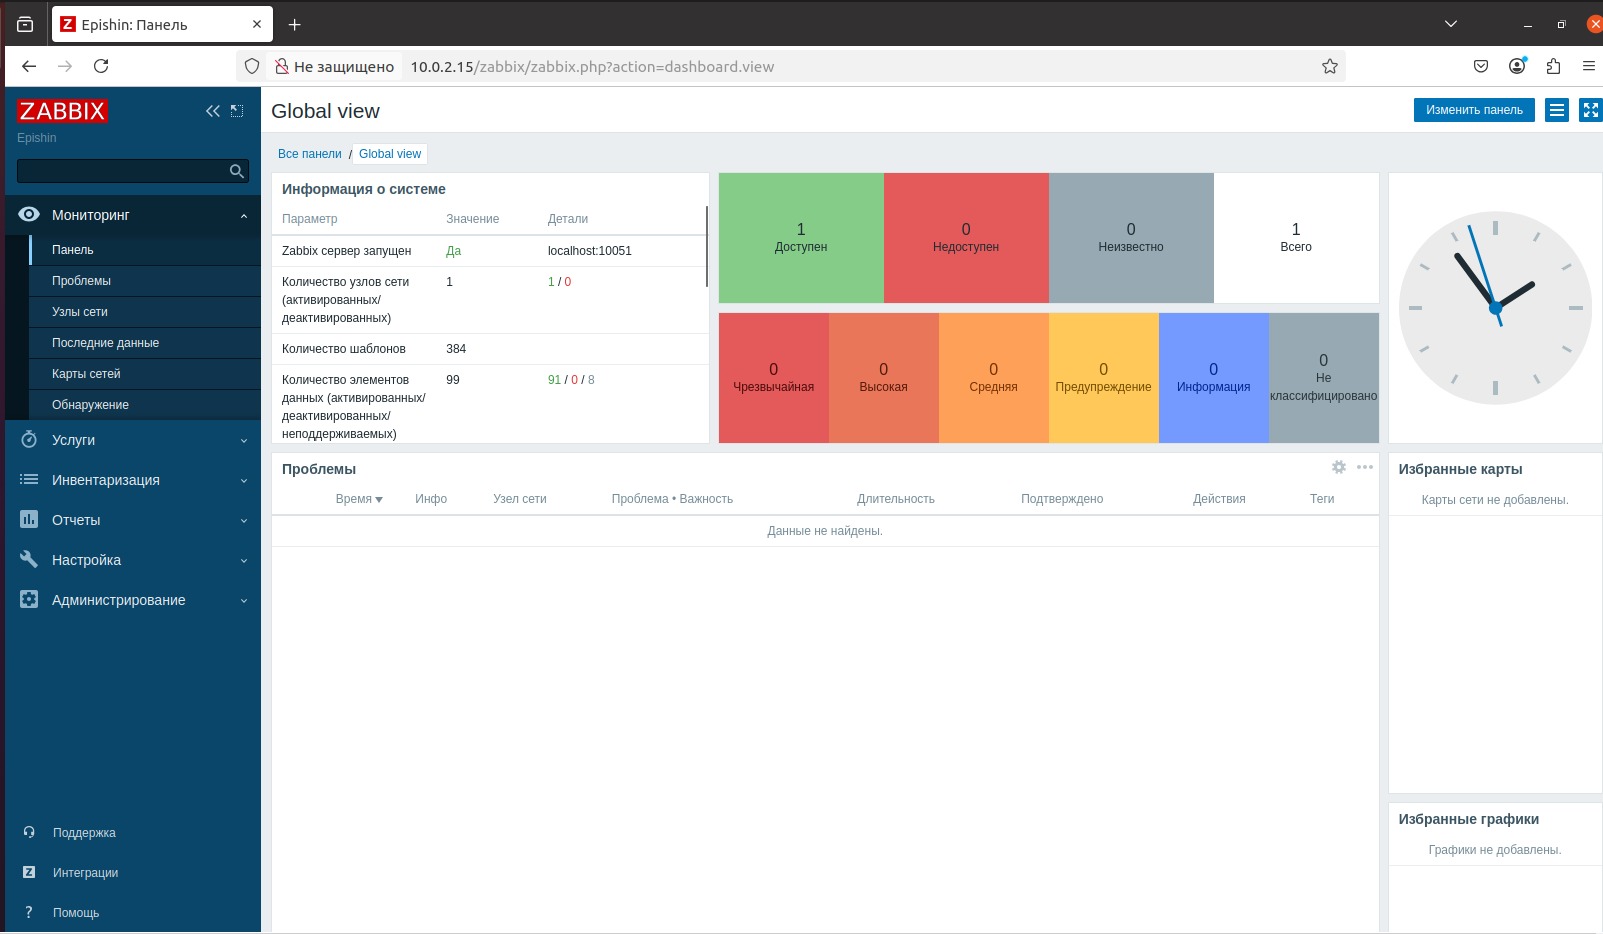 Epishin: Панель
Не защищено 10.0.2.15/zabbix/zabbix.php?action=dashboard.view
ZABBIX
Epishin
Мониторинг
Панель
Проблемы
Узлы сети
Последние данные
Карты сетей
Обнаружение
Услуги
Инвентаризация
Отчеты
Настройка
Администрирование
Поддержка
Z Интеграции
? Помощь
Global view
Изменить панель
Все панели / Global view
Информация о системе
Параметр Значение Детали
Zabbix сервер запущен Да localhost:10051
Количество узлов сети 1 1 / 0
(активированных/
деактивированных)
Количество шаблонов 384
Количество элементов 99 91 / 0 / 8
данных (активированных/
деактивированных/
неподдерживаемых)
1
Доступен
0
Недоступен
0
Неизвестно
1
Всего
0
Чрезвычайная
0
Высокая
0
Средняя
0
Предупреждение
0
Информация
0
Не
классифицировано
Проблемы
Время Инфо Узел сети Проблема • Важность Длительность Подтверждено Действия Теги
Данные не найдены.
Избранные карты
Карты сети не добавлены.
Избранные графики
Графики не добавлены.